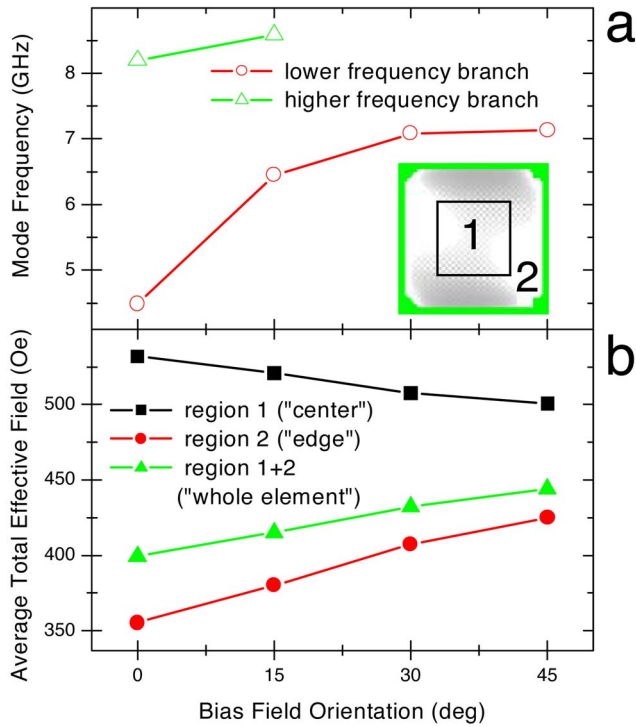 a
8
7
6
5
Mode Frequency (GHz)
lower frequency branch
higher frequency branch
1
2
b
500
450
400
350
Average Total Effective Field (Oe)
region 1 ("center")
region 2 ("edge")
region 1+2
("whole element")
0 15 30 45
Bias Field Orientation (deg)